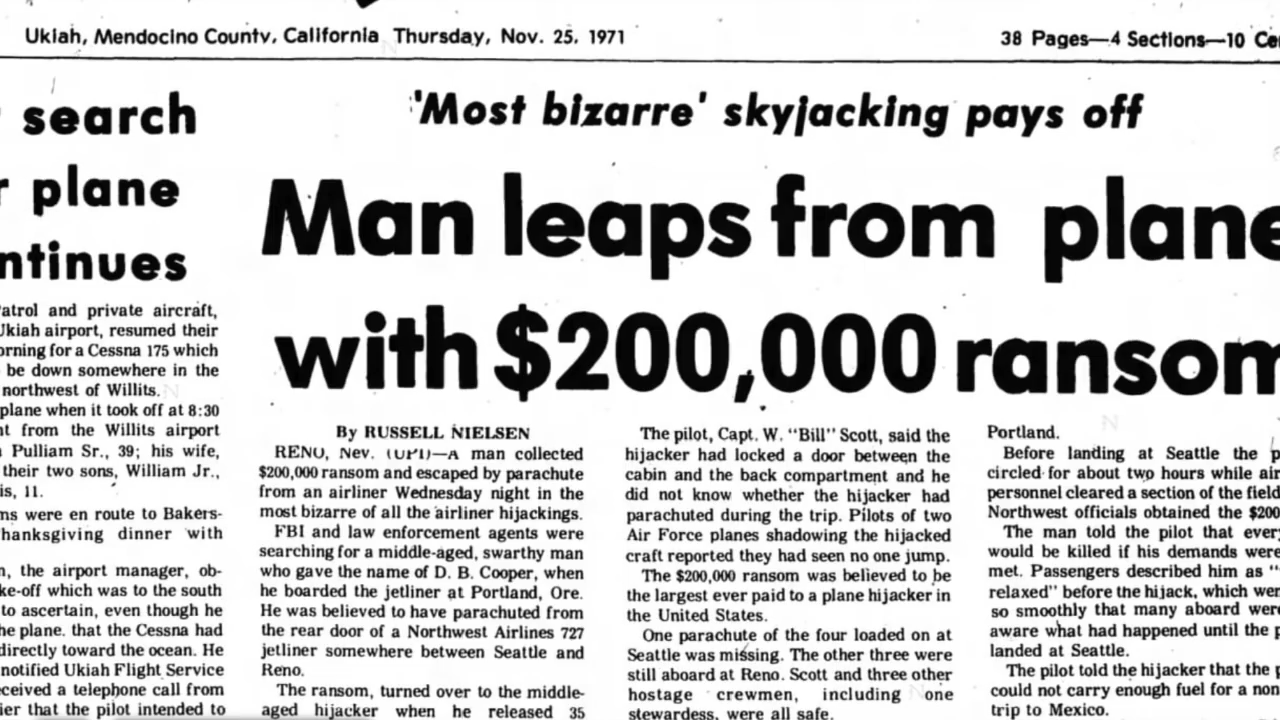 Ukiah, Mendocino County, California Thursday, Nov. 25, 1971
38 Pages—4 Sections—10
search
plane
'Most bizarre' skyjacking pays off
Man leaps from plane
with $200,000 ransom
and private aircraft,
airport, resumed their
for a Cessna 175 which
be down somewhere in the
northwest of Willits.
plane when it took off at 8:30
from the Willits airport
Pulliam Sr., 39; his wife,
their two sons, William Jr.,
11.
were en route to Bakers-
dinner with
the airport manager, ob-
which was to the south
to ascertain, even though he
plane. that the Cessna had
directly toward the ocean. He
notified Ukiah Flight Service
a telephone call from
that the pilot intended to
By RUSSELL NIELSEN
RENO, Nev. (UPI)—A man collected
$200,000 ransom and escaped by parachute
from an airliner Wednesday night in the
most bizarre of all the airliner hijackings.
FBI and law enforcement agents were
searching for a middle-aged, swarthy man
who gave the name of D. B. Cooper, when
he boarded the jetliner at Portland, Ore.
He was believed to have parachuted from
the rear door of a Northwest Airlines 727
jetliner somewhere between Seattle and
Reno.
The ransom, turned over to the middle-
aged hijacker when he released 35
The pilot, Capt. W. "Bill" Scott, said the
hijacker had locked a door between the
cabin and the back compartment and he
did not know whether the hijacker had
parachuted during the trip. Pilots of two
Air Force planes shadowing the hijacked
craft reported they had seen no one jump.
The $200,000 ransom was believed to be
the largest ever paid to a plane hijacker in
the United States.
One parachute of the four loaded on at
Seattle was missing. The other three were
still aboard at Reno. Scott and three other
hostage crewmen, including one
stewardess, were all safe.
Portland.
Before landing at Seattle the
circled for about two hours while
personnel cleared a section of the field
Northwest officials obtained the
The man told the pilot that
would be killed if his demands were
met. Passengers described him as
relaxed" before the hijack, which
so smoothly that many aboard
aware what had happened until the
landed at Seattle.
The pilot told the hijacker that the
could not carry enough fuel for a
trip to Mexico.